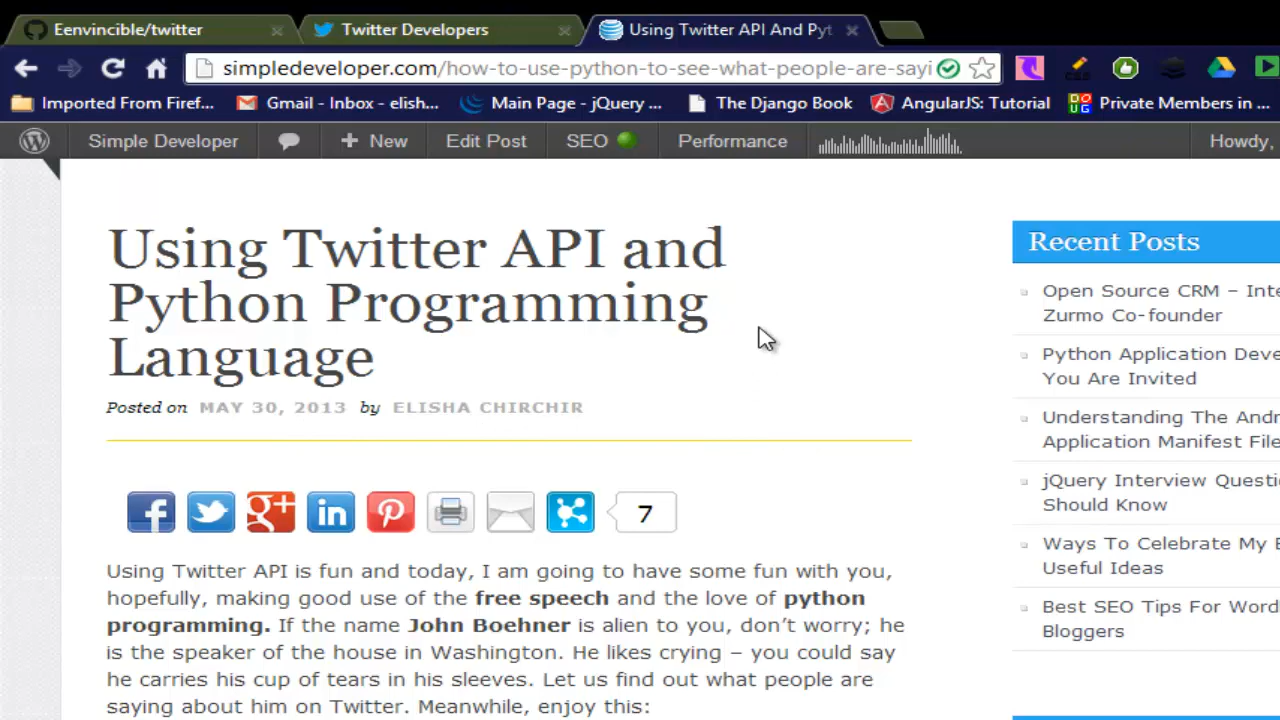 Eenvincible/twitter
Twitter Developers
Using Twitter API And Pyt
simpledeveloper.com/how-to-use-python-to-see-what-people-are-sayi
Imported From Firef...
Gmail - Inbox - elish...
Main Page - jQuery ...
The Django Book
AngularJS: Tutorial
Private Members in ...
Simple Developer
New
Edit Post
SEO
Performance
Howdy,
Using Twitter API and
Python Programming
Language
Posted on MAY 30, 2013 by ELISHA CHIRCHIR
7
Using Twitter API is fun and today, I am going to have some fun with you,
hopefully, making good use of the free speech and the love of python
programming. If the name John Boehner is alien to you, don't worry; he
is the speaker of the house in Washington. He likes crying – you could say
he carries his cup of tears in his sleeves. Let us find out what people are
saying about him on Twitter. Meanwhile, enjoy this:
Recent Posts
Open Source CRM – Inte
Zurmo Co-founder
Python Application Deve
You Are Invited
Understanding The Andr
Application Manifest File
jQuery Interview Questi
Should Know
Ways To Celebrate My B
Useful Ideas
Best SEO Tips For Word
Bloggers